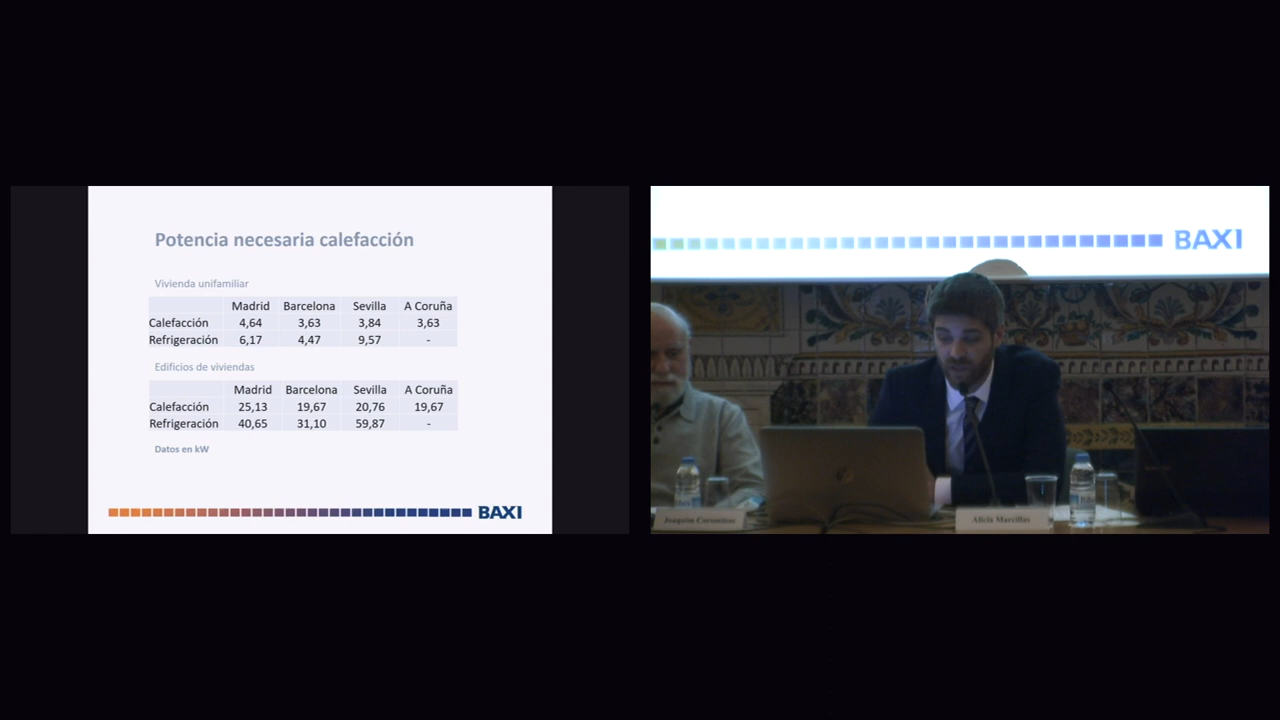 Potencia necesaria calefacción
Vivienda unifamiliar
Madrid Barcelona Sevilla A Coruña
Calefacción 4,64 3,63 3,84 3,63
Refrigeración 6,17 4,47 9,57 -
Edificios de viviendas
Madrid Barcelona Sevilla A Coruña
Calefacción 25,13 19,67 20,76 19,67
Refrigeración 40,65 31,10 59,87 -
Datos en kW
BAXI
BAXI
Joaquim Corominas
Alicia Marcillas